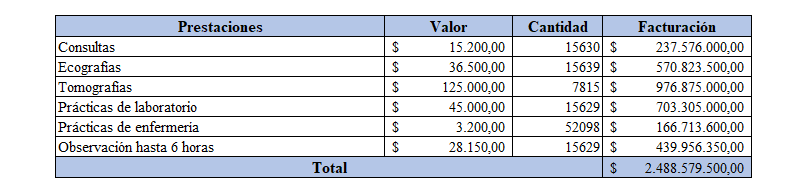 Prestaciones Valor Cantidad Facturación
Consultas $ 15.200,00 15630 $ 237.576.000,00
Ecografías $ 36.500,00 15639 $ 570.823.500,00
Tomografías $ 125.000,00 7815 $ 976.875.000,00
Prácticas de laboratorio $ 45.000,00 15629 $ 703.305.000,00
Prácticas de enfermería $ 3.200,00 52098 $ 166.713.600,00
Observación hasta 6 horas $ 28.150,00 15629 $ 439.956.350,00
Total $ 2.488.579.500,00